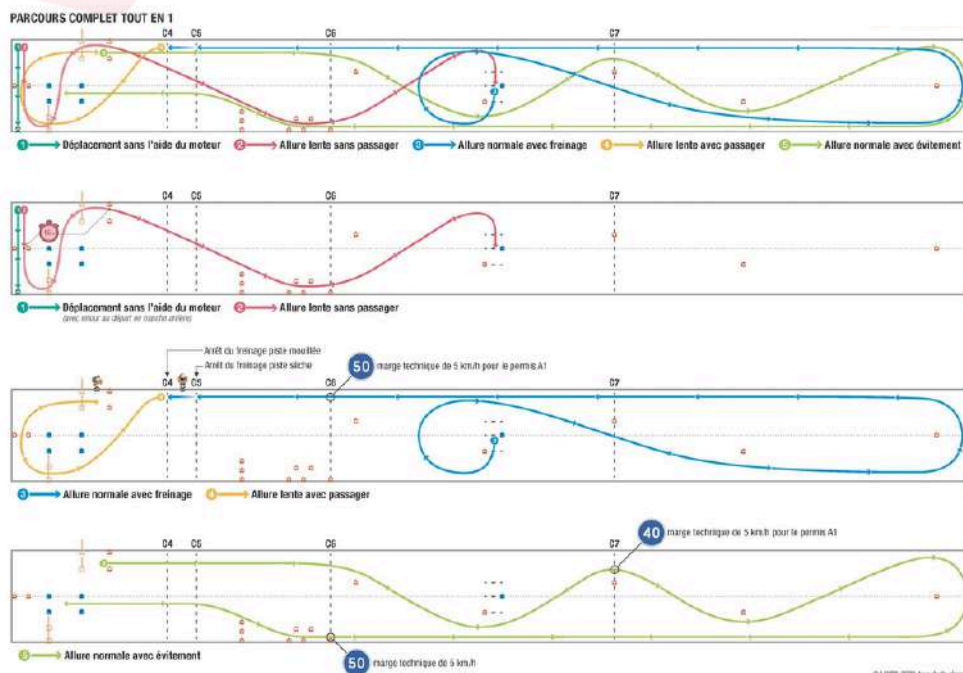 PARCOURS COMPLET TOUT EN 1
C4 C5 C6 C7
1 Déplacement sans l'aide du moteur 2 Allure lente sans passager 3 Allure normale avec freinage 4 Allure lente avec passager 5 Allure normale avec évitement
C4 C5 C6 C7
1 Déplacement sans l'aide du moteur 2 Allure lente sans passager
(avec retour au départ en marche arrière)
Arrêt du freinage piste mouillée
Arrêt du freinage piste sèche
50 marge technique de 5 km/h pour le permis A1
C4 C5 C6 C7
3 Allure normale avec freinage 4 Allure lente avec passager
40 marge technique de 5 km/h pour le permis A1
C4 C5 C6 C7
5 Allure normale avec évitement
50 marge technique de 5 km/h